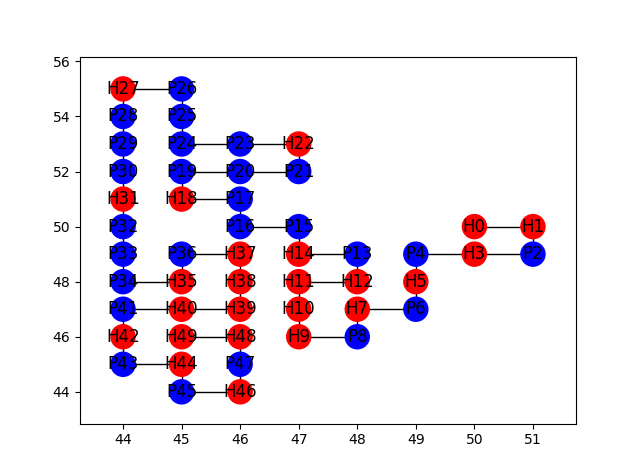 56
54
52
50
48
46
44
H27 P26
P28 P25
P29 P24 P23 H22
P30 P19 P20 P21
H31 H18 P17
P32 P16 P15 H0 H1
P33 P36 H37 H14 P13 P4 H3 P2
P34 H35 H38 H11 H12 H5
P41 H40 H39 H10 H7 P6
H42 H49 H48 H9 P8
P43 H44 P47
P45 H46
44 45 46 47 48 49 50 51